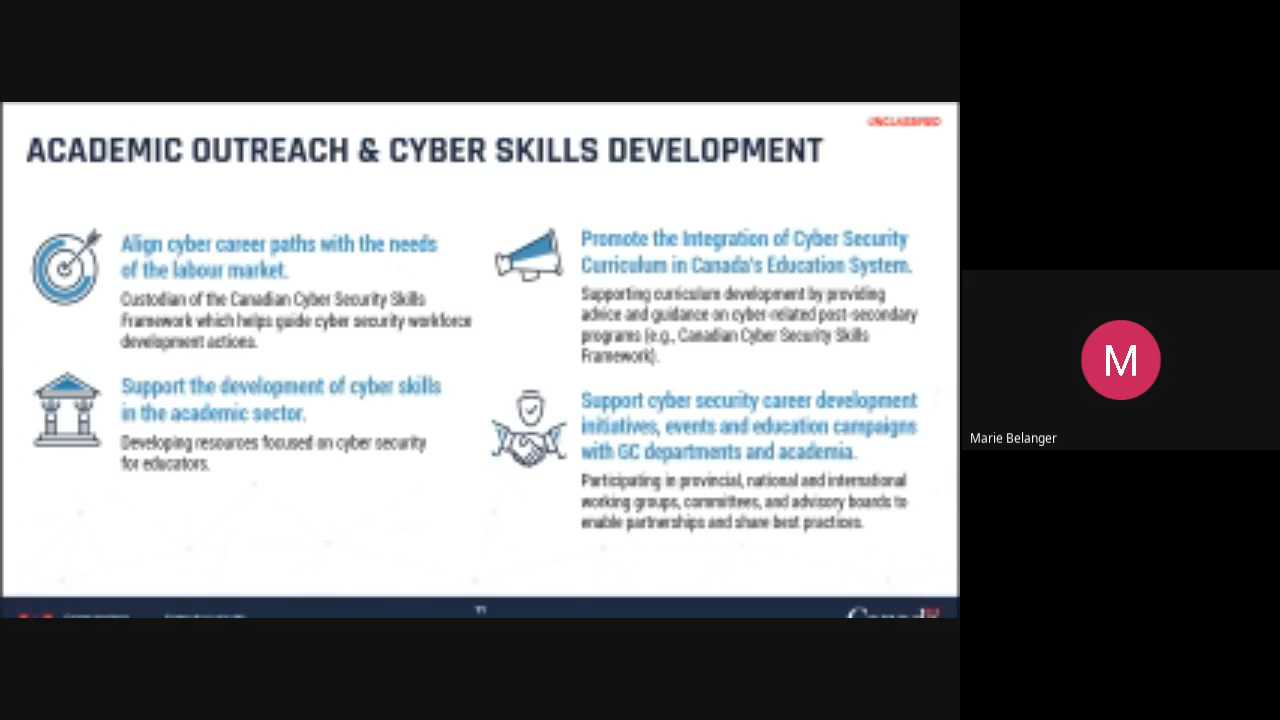 UNCLASSIFIED
ACADEMIC OUTREACH & CYBER SKILLS DEVELOPMENT
Align cyber career paths with the needs
of the labour market.
Custodian of the Canadian Cyber Security Skills
Framework which helps guide cyber security workforce
development actions.
Support the development of cyber skills
in the academic sector.
Developing resources focused on cyber security
for educators.
Promote the Integration of Cyber Security
Curriculum in Canada's Education System.
Supporting curriculum development by providing
advice and guidance on cyber-related post-secondary
programs (e.g., Canadian Cyber Security Skills
Framework).
Support cyber security career development
initiatives, events and education campaigns
with GC departments and academia.
Participating in provincial, national and international
working groups, committees, and advisory boards to
enable partnerships and share best practices.
Canada
M
Marie Belanger